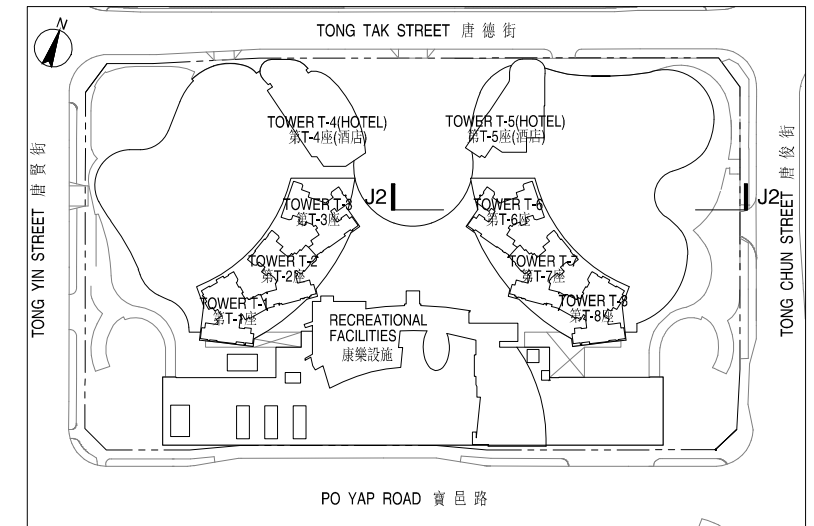 N
TONG TAK STREET 唐德街
TOWER T-4(HOTEL)
第T-4座(酒店)
TOWER T-5(HOTEL)
第T-5座(酒店)
TONG YIN STREET 唐賢街
TONG CHUN STREET 唐俊街
J2
J2
TOWER T-3
第T-3座
TOWER T-6
第T-6座
TOWER T-2
第T-2座
TOWER T-7
第T-7座
TOWER T-1
第T-1座
TOWER T-8
第T-8座
RECREATIONAL
FACILITIES
康樂設施
PO YAP ROAD 寶邑路